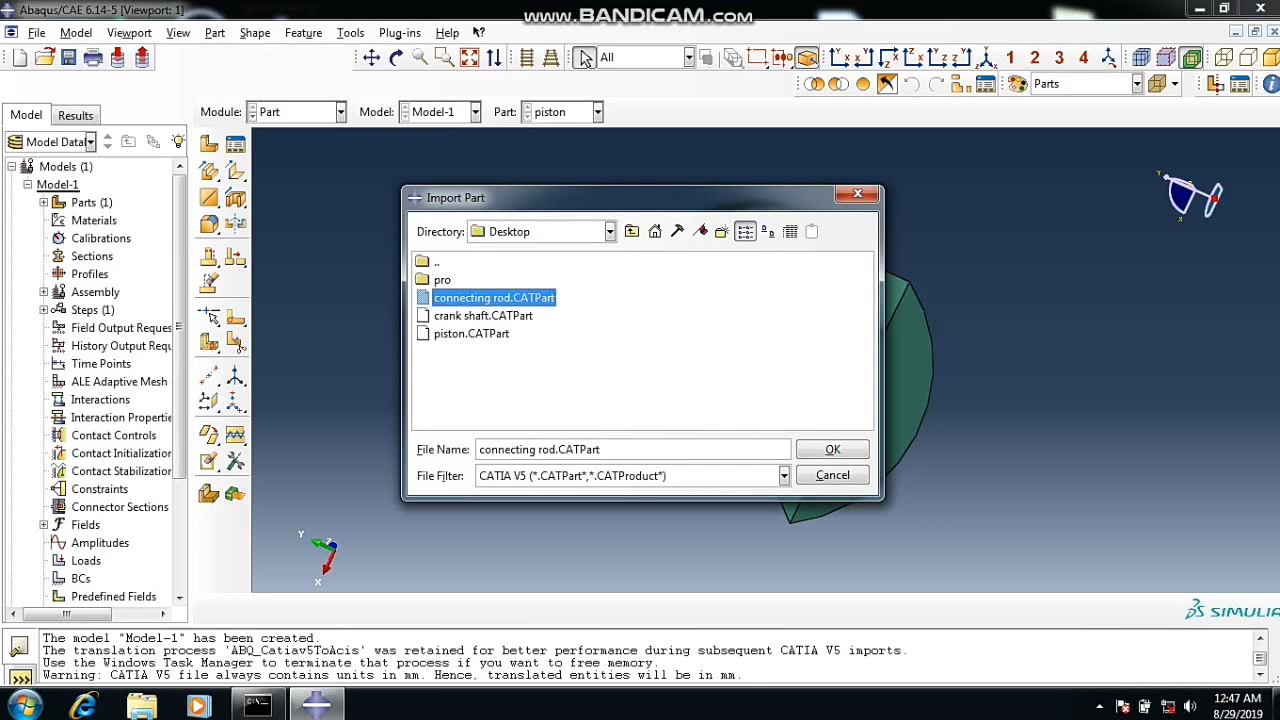 Abaqus/CAE 6.14-5 [Viewport: 1]
www.BANDICAM.com
File Model Viewport View Part Shape Feature Tools Plug-ins Help
All
1 2 3 4
Parts
Model Results
Module: Part Model: Model-1 Part: piston
Model Data
Models (1)
Model-1
Parts (1)
Materials
Calibrations
Sections
Profiles
Assembly
Steps (1)
Field Output Reques
History Output Requ
Time Points
ALE Adaptive Mesh
Interactions
Interaction Properti
Contact Controls
Contact Initialization
Contact Stabilizatio
Constraints
Connector Sections
Fields
Amplitudes
Loads
BCs
Predefined Fields
Import Part
Directory: Desktop
..
pro
connecting rod.CATPart
crank shaft.CATPart
piston.CATPart
File Name: connecting rod.CATPart OK
File Filter: CATIA V5 (*.CATPart*,*.CATProduct*) Cancel
Y
X
Y
Z
X
SIMULIA
The model "Model-1" has been created.
The translation process 'ABQ_Catiav5ToAcis' was retained for better performance during subsequent CATIA V5 imports.
Use the Windows Task Manager to terminate that process if you want to free memory.
Warning: CATIA V5 file always contains units in mm. Hence, translated entities will be in mm.
12:47 AM
8/29/2019